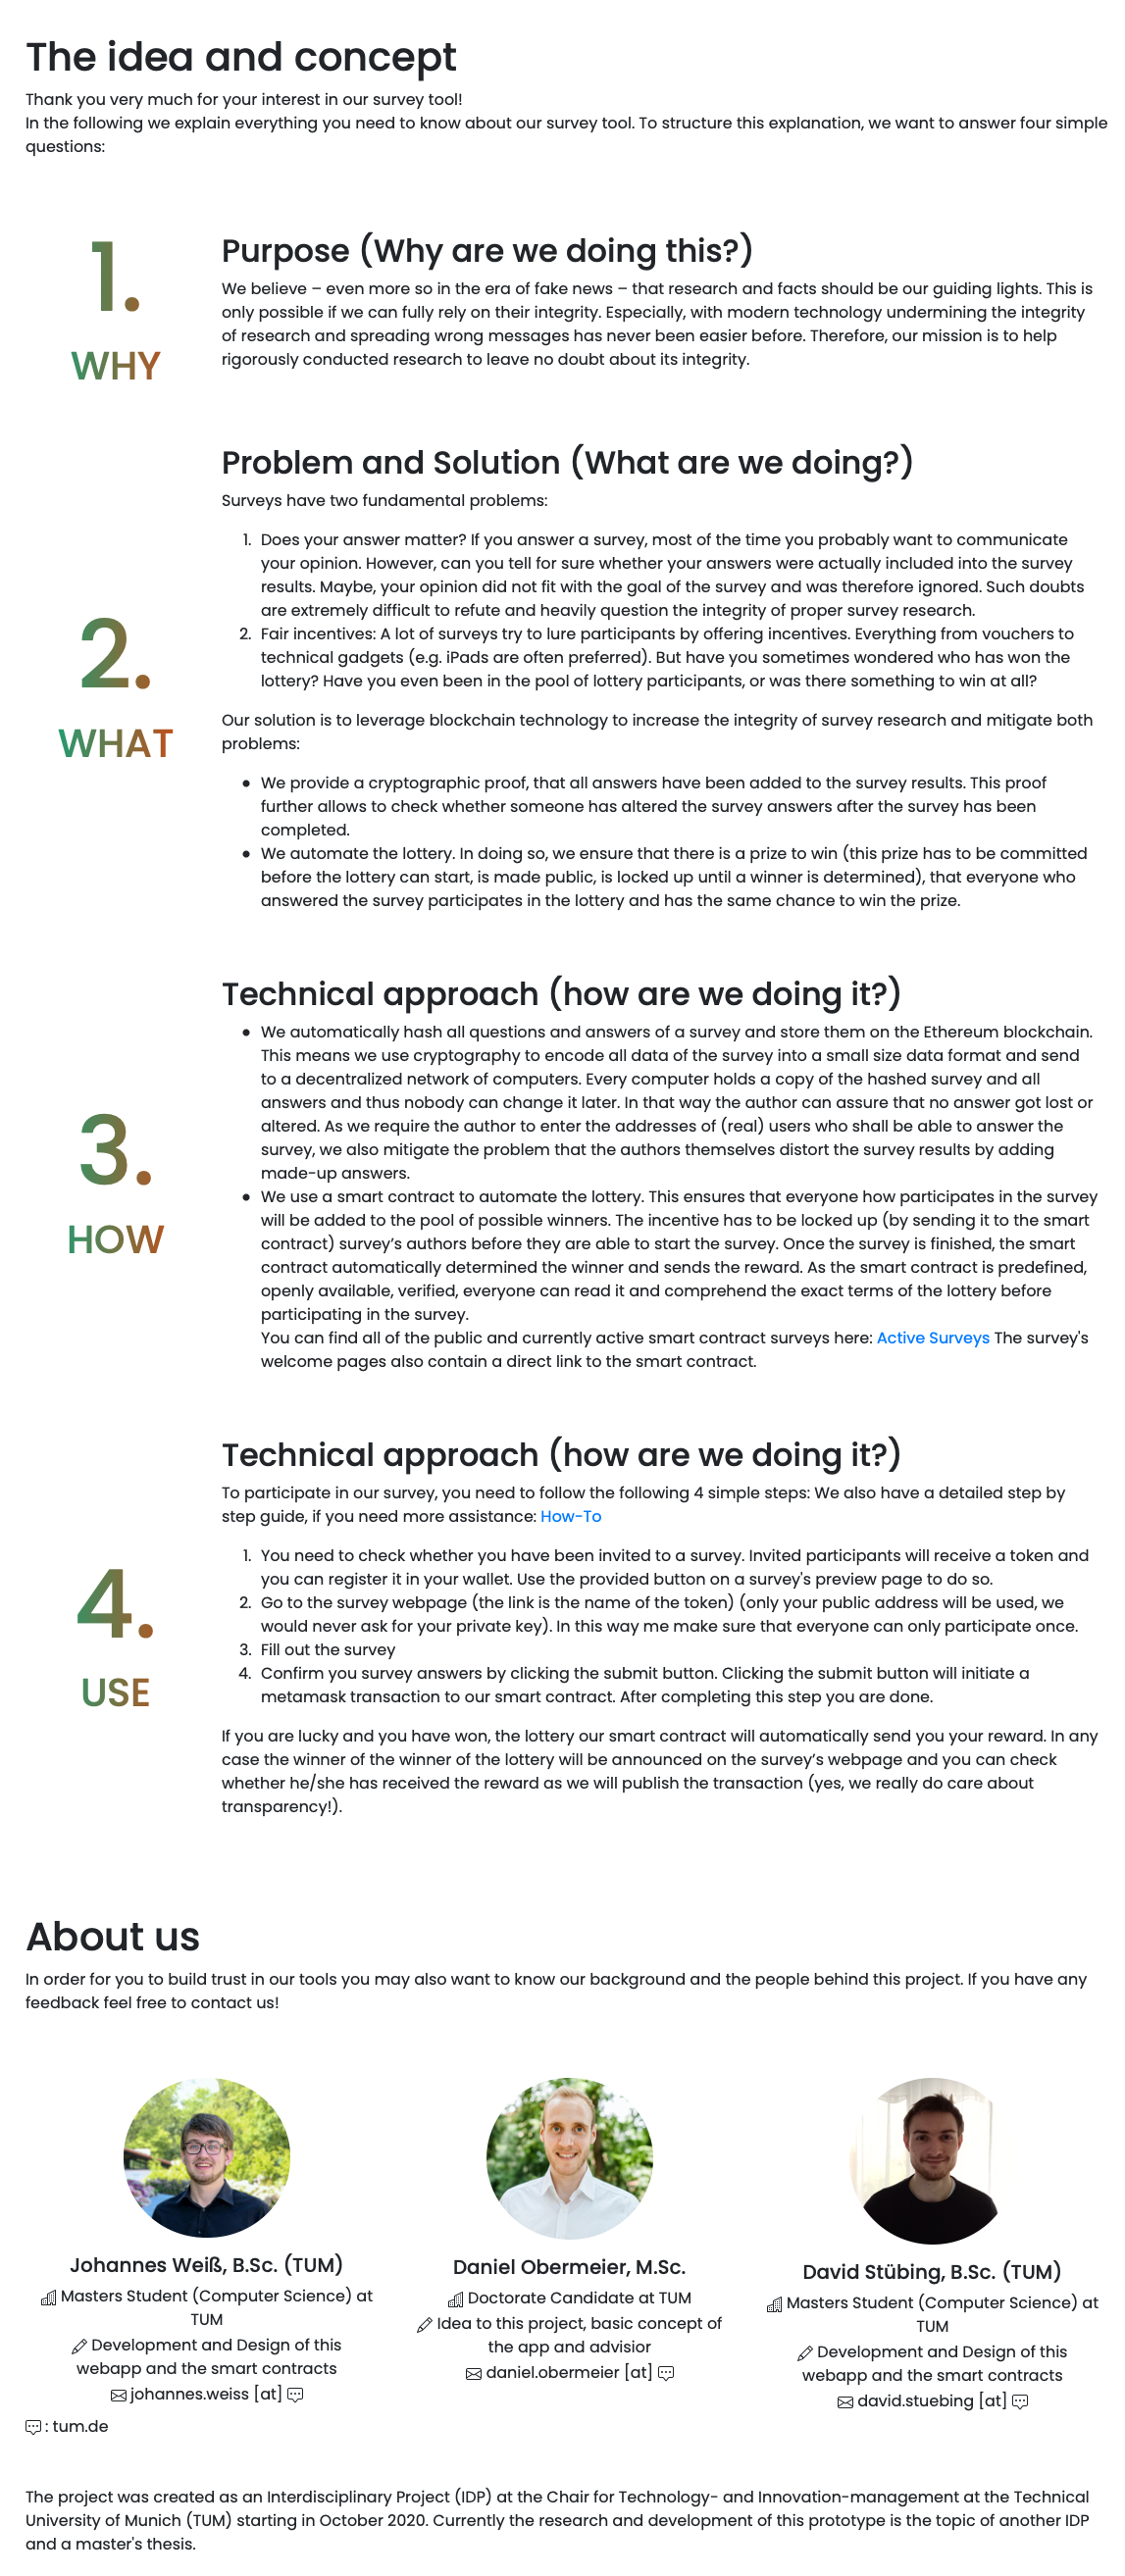 The idea and concept
Thank you very much for your interest in our survey tool!
In the following we explain everything you need to know about our survey tool. To structure this explanation, we want to answer four simple
questions:
1.
WHY
Purpose (Why are we doing this?)
We believe – even more so in the era of fake news – that research and facts should be our guiding lights. This is
only possible if we can fully rely on their integrity. Especially, with modern technology undermining the integrity
of research and spreading wrong messages has never been easier before. Therefore, our mission is to help
rigorously conducted research to leave no doubt about its integrity.
2.
WHAT
Problem and Solution (What are we doing?)
Surveys have two fundamental problems:
1. Does your answer matter? If you answer a survey, most of the time you probably want to communicate
your opinion. However, can you tell for sure whether your answers were actually included into the survey
results. Maybe, your opinion did not fit with the goal of the survey and was therefore ignored. Such doubts
are extremely difficult to refute and heavily question the integrity of proper survey research.
2. Fair incentives: A lot of surveys try to lure participants by offering incentives. Everything from vouchers to
technical gadgets (e.g. iPads are often preferred). But have you sometimes wondered who has won the
lottery? Have you even been in the pool of lottery participants, or was there something to win at all?
Our solution is to leverage blockchain technology to increase the integrity of survey research and mitigate both
problems:
● We provide a cryptographic proof, that all answers have been added to the survey results. This proof
further allows to check whether someone has altered the survey answers after the survey has been
completed.
● We automate the lottery. In doing so, we ensure that there is a prize to win (this prize has to be committed
before the lottery can start, is made public, is locked up until a winner is determined), that everyone who
answered the survey participates in the lottery and has the same chance to win the prize.
3.
HOW
Technical approach (how are we doing it?)
● We automatically hash all questions and answers of a survey and store them on the Ethereum blockchain.
This means we use cryptography to encode all data of the survey into a small size data format and send
to a decentralized network of computers. Every computer holds a copy of the hashed survey and all
answers and thus nobody can change it later. In that way the author can assure that no answer got lost or
altered. As we require the author to enter the addresses of (real) users who shall be able to answer the
survey, we also mitigate the problem that the authors themselves distort the survey results by adding
made-up answers.
● We use a smart contract to automate the lottery. This ensures that everyone how participates in the survey
will be added to the pool of possible winners. The incentive has to be locked up (by sending it to the smart
contract) survey’s authors before they are able to start the survey. Once the survey is finished, the smart
contract automatically determined the winner and sends the reward. As the smart contract is predefined,
openly available, verified, everyone can read it and comprehend the exact terms of the lottery before
participating in the survey.
You can find all of the public and currently active smart contract surveys here: Active Surveys The survey's
welcome pages also contain a direct link to the smart contract.
4.
USE
Technical approach (how are we doing it?)
To participate in our survey, you need to follow the following 4 simple steps: We also have a detailed step by
step guide, if you need more assistance: How-To
1. You need to check whether you have been invited to a survey. Invited participants will receive a token and
you can register it in your wallet. Use the provided button on a survey's preview page to do so.
2. Go to the survey webpage (the link is the name of the token) (only your public address will be used, we
would never ask for your private key). In this way me make sure that everyone can only participate once.
3. Fill out the survey
4. Confirm you survey answers by clicking the submit button. Clicking the submit button will initiate a
metamask transaction to our smart contract. After completing this step you are done.
If you are lucky and you have won, the lottery our smart contract will automatically send you your reward. In any
case the winner of the winner of the lottery will be announced on the survey’s webpage and you can check
whether he/she has received the reward as we will publish the transaction (yes, we really do care about
transparency!).
About us
In order for you to build trust in our tools you may also want to know our background and the people behind this project. If you have any
feedback feel free to contact us!
Johannes Weiß, B.Sc. (TUM)
Masters Student (Computer Science) at
TUM
Development and Design of this
webapp and the smart contracts
johannes.weiss [at]
Daniel Obermeier, M.Sc.
Doctorate Candidate at TUM
Idea to this project, basic concept of
the app and advisior
daniel.obermeier [at]
David Stübing, B.Sc. (TUM)
Masters Student (Computer Science) at
TUM
Development and Design of this
webapp and the smart contracts
david.stuebing [at]
: tum.de
The project was created as an Interdisciplinary Project (IDP) at the Chair for Technology- and Innovation-management at the Technical
University of Munich (TUM) starting in October 2020. Currently the research and development of this prototype is the topic of another IDP
and a master's thesis.